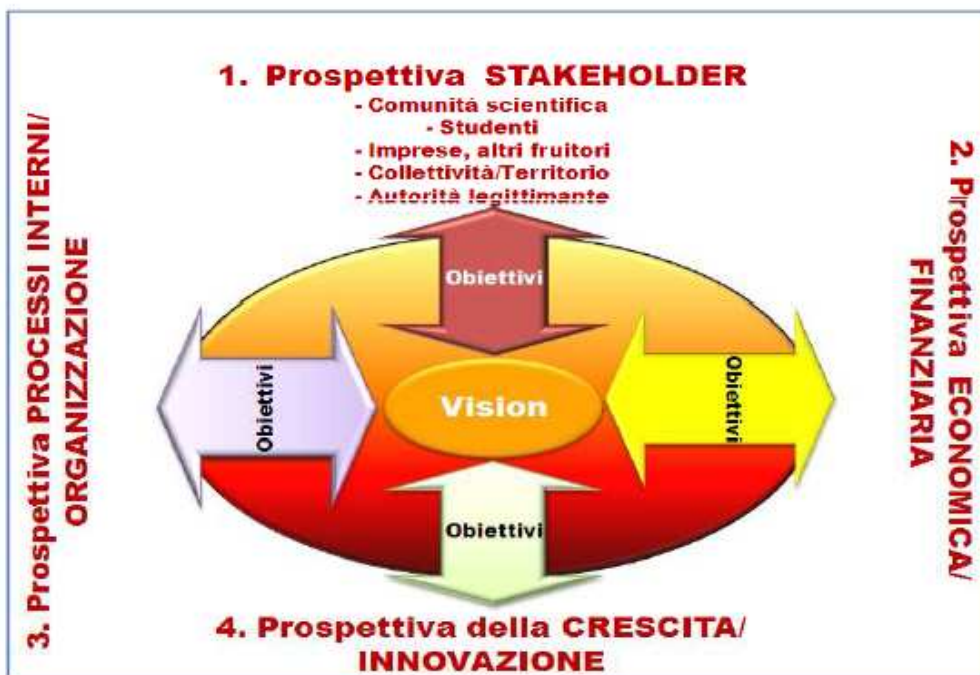 1. Prospettiva STAKEHOLDER
- Comunità scientifica
- Studenti
- Imprese, altri fruitori
- Collettività/Territorio
- Autorità legittimante
2. Prospettiva ECONOMICA/
FINANZIARIA
3. Prospettiva PROCESSI INTERNI/
ORGANIZZAZIONE
Obiettivi
Obiettivi
Vision
Obiettivi
Obiettivi
4. Prospettiva della CRESCITA/
INNOVAZIONE